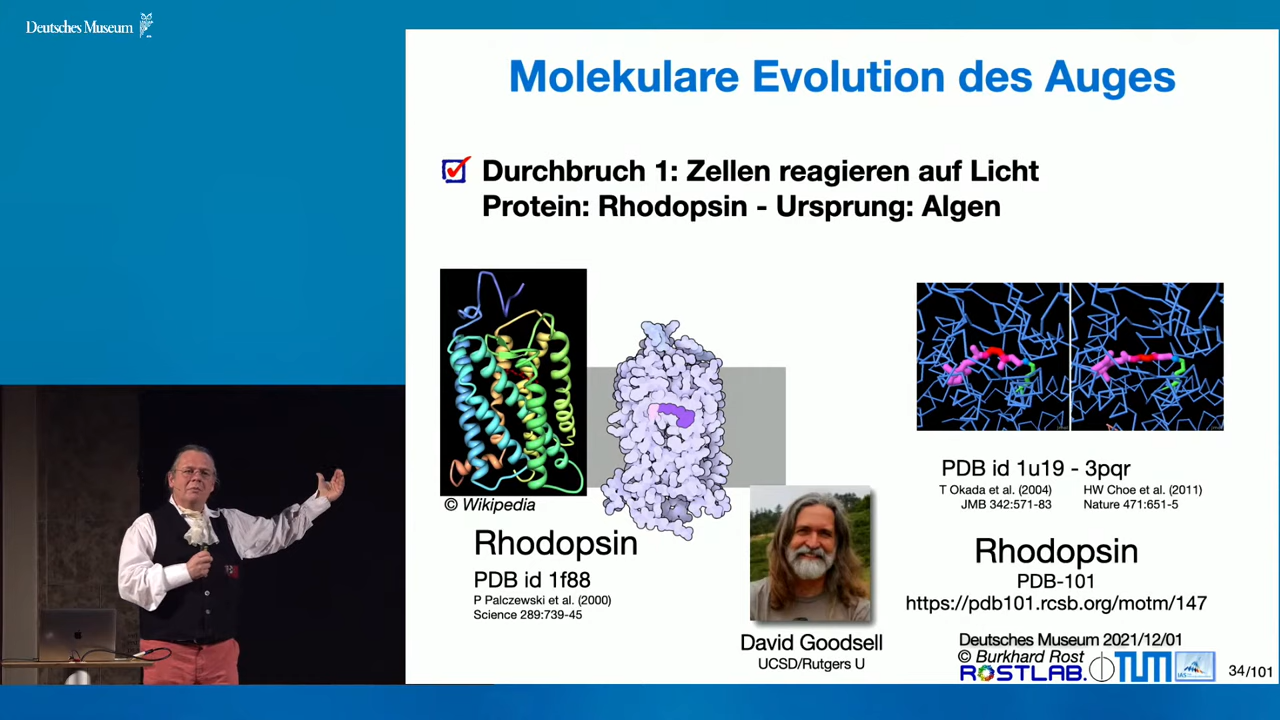 Deutsches Museum
Molekulare Evolution des Auges
Durchbruch 1: Zellen reagieren auf Licht
Protein: Rhodopsin - Ursprung: Algen
© Wikipedia
Rhodopsin
PDB id 1f88
P Palczewski et al. (2000)
Science 289:739-45
David Goodsell
UCSD/Rutgers U
PDB id 1u19 - 3pqr
T Okada et al. (2004)
JMB 342:571-83
HW Choe et al. (2011)
Nature 471:651-5
Rhodopsin
PDB-101
https://pdb101.rcsb.org/motm/147
Deutsches Museum 2021/12/01
© Burkhard Rost
ROSTLAB.
TUM
IAS
34/101